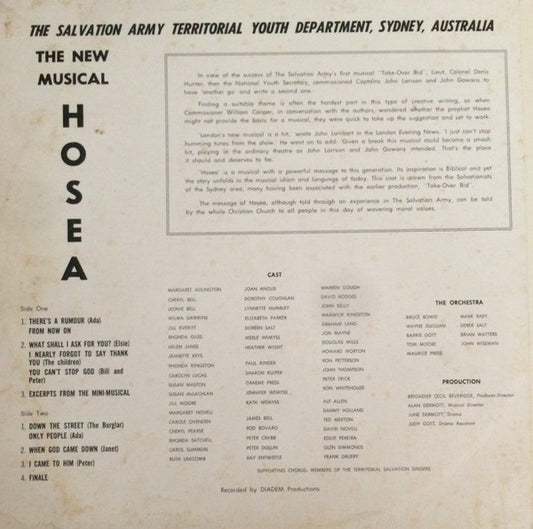 THE SALVATION ARMY TERRITORIAL YOUTH DEPARTMENT, SYDNEY, AUSTRALIA
THE NEW
MUSICAL
H
O
S
E
A
In view of the success of The Salvation Army's first musical "Take-Over Bid", Lieut. Colonel Denis
Hunter, then the National Youth Secretary, commissioned Captains John Larsson and John Gowans to
have 'another go' and write a second one.
Finding a suitable theme is often the hardest part in this type of creative writing, so when
Commissioner William Cooper, in conversation with the authors, wondered whether the prophet Hosea
might not provide the basis for a musical, they were quick to take up the suggestion and set to work.
'London's new musical is a hit,' wrote John Lambert in the London Evening News. 'I just can't stop
humming tunes from the show.' He went on to add: 'Given a break this musical could become a smash
hit, playing in the ordinary theatre as John Larsson and John Gowans intended. That's the place
it should and deserves to be.
'Hosea' is a musical with a powerful message to this generation. Its inspiration is Biblical and yet
the story unfolds in the musical idiom and language of today. This cast is drawn from the Salvationists
of the Sydney area, many having been associated with the earlier production, "Take-Over Bid".
The message of Hosea, although told through an experience in The Salvation Army, can be told
by the whole Christian Church to all people in this day of wavering moral values.
Side One
1. THERE'S A RUMOUR (Ada)
FROM NOW ON
2. WHAT SHALL I ASK FOR YOU? (Elsie)
I NEARLY FORGOT TO SAY THANK
YOU (The children)
YOU CAN'T STOP GOD (Bill and
Peter)
3. EXCERPTS FROM THE MINI-MUSICAL
Side Two
1. DOWN THE STREET (The Burglar)
ONLY PEOPLE (Ada)
2. WHEN GOD CAME DOWN (Janet)
3. I CAME TO HIM (Peter)
4. FINALE
CAST
MARGARET ADLINGTON
CHERYL BELL
LEONIE BELL
WILMA DAWKINS
JILL EVERITT
RHONDA GILES
HELEN JANES
JEANETTE KEYS
RHONDA KINGSTON
CAROLYN LUCAS
SUSAN MASTON
SUSAN McLACHLAN
JILL MOORE
MARGARET NOVELL
CAROLE OVENDEN
CHERYL PEARSE
RHONDA SATCHELL
CAROL SUMMERS
RUTH UNICOMB
JOAN ANGUS
DOROTHY COUGHLAN
LYNNETTE HUMBLEY
ELIZABETH PARKER
DOREEN SALT
MERLE WEMYSS
HEATHER WIGHT
PAUL KINDER
SHARON KUIPER
GRAEME PRESS
JENNIFER WEMYSS
KATH WEMYSS
JAMES BELL
ROD BOVARD
PETER CRABB
PETER DOLLIN
RAY ENTWISTLE
WARREN GOUGH
DAVID HODGES
JOHN KELLY
WARWICK KINGSTON
GRAHAM LANG
JON MAYNE
DOUGLAS MILLS
HOWARD MORTON
RON PETTERSON
JOHN THOMPSON
PETER TRICK
RON WHITEHOUSE
ALF ALLEN
DANNY HOLLAND
TED MEXTON
DAVID NOVELL
EDDIE PEREIRA
GLEN SIMMONDS
FRANK DRURY
SUPPORTING CHORUS: MEMBERS OF THE TERRITORIAL SALVATION SINGERS
THE ORCHESTRA
BRUCE BOWIE
WAYNE DUGGAN
BARRIE GOTT
TOM MOORE
MAURICE PRESS
MARK RAEY
DEREK SALT
BRIAN WATTERS
JOHN WISEMAN
PRODUCTION
BRIGADIER CECIL BEVERIDGE, Producer-Director
ALAN DERMOTT, Musical Director
JUNE DERMOTT, Drama
JUDY GOTT, Drama Assistant
Recorded by DIADEM Productions